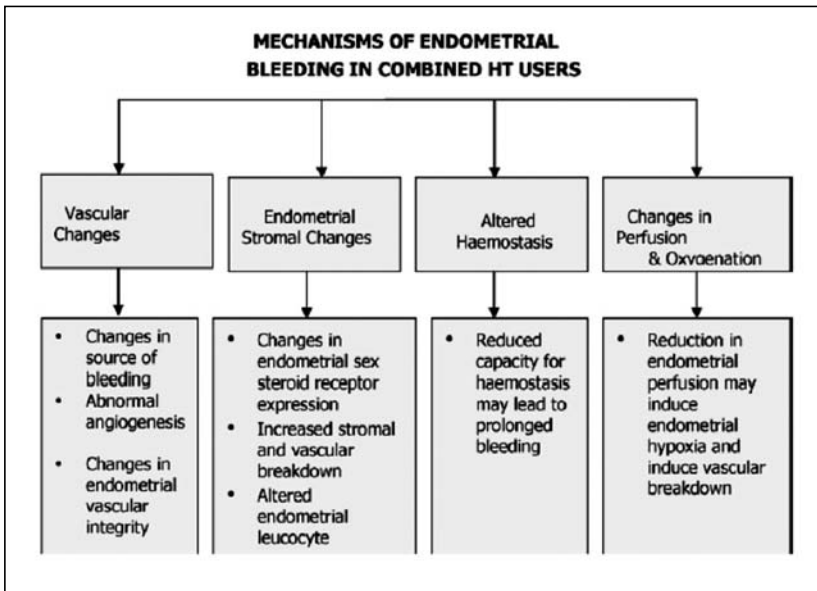 MECHANISMS OF ENDOMETRIAL
BLEEDING IN COMBINED HT USERS
Vascular
Changes
Endometrial
Stromal Changes
Altered
Haemostasis
Changes in
Perfusion
& Oxygenation
• Changes in
source of
bleeding
• Abnormal
angiogenesis
• Changes in
endometrial
vascular
integrity
• Changes in
endometrial sex
steroid receptor
expression
• Increased stromal
and vascular
breakdown
• Altered
endometrial
leucocyte
• Reduced
capacity for
haemostasis
may lead to
prolonged
bleeding
• Reduction in
endometrial
perfusion may
induce
endometrial
hypoxia and
induce vascular
breakdown